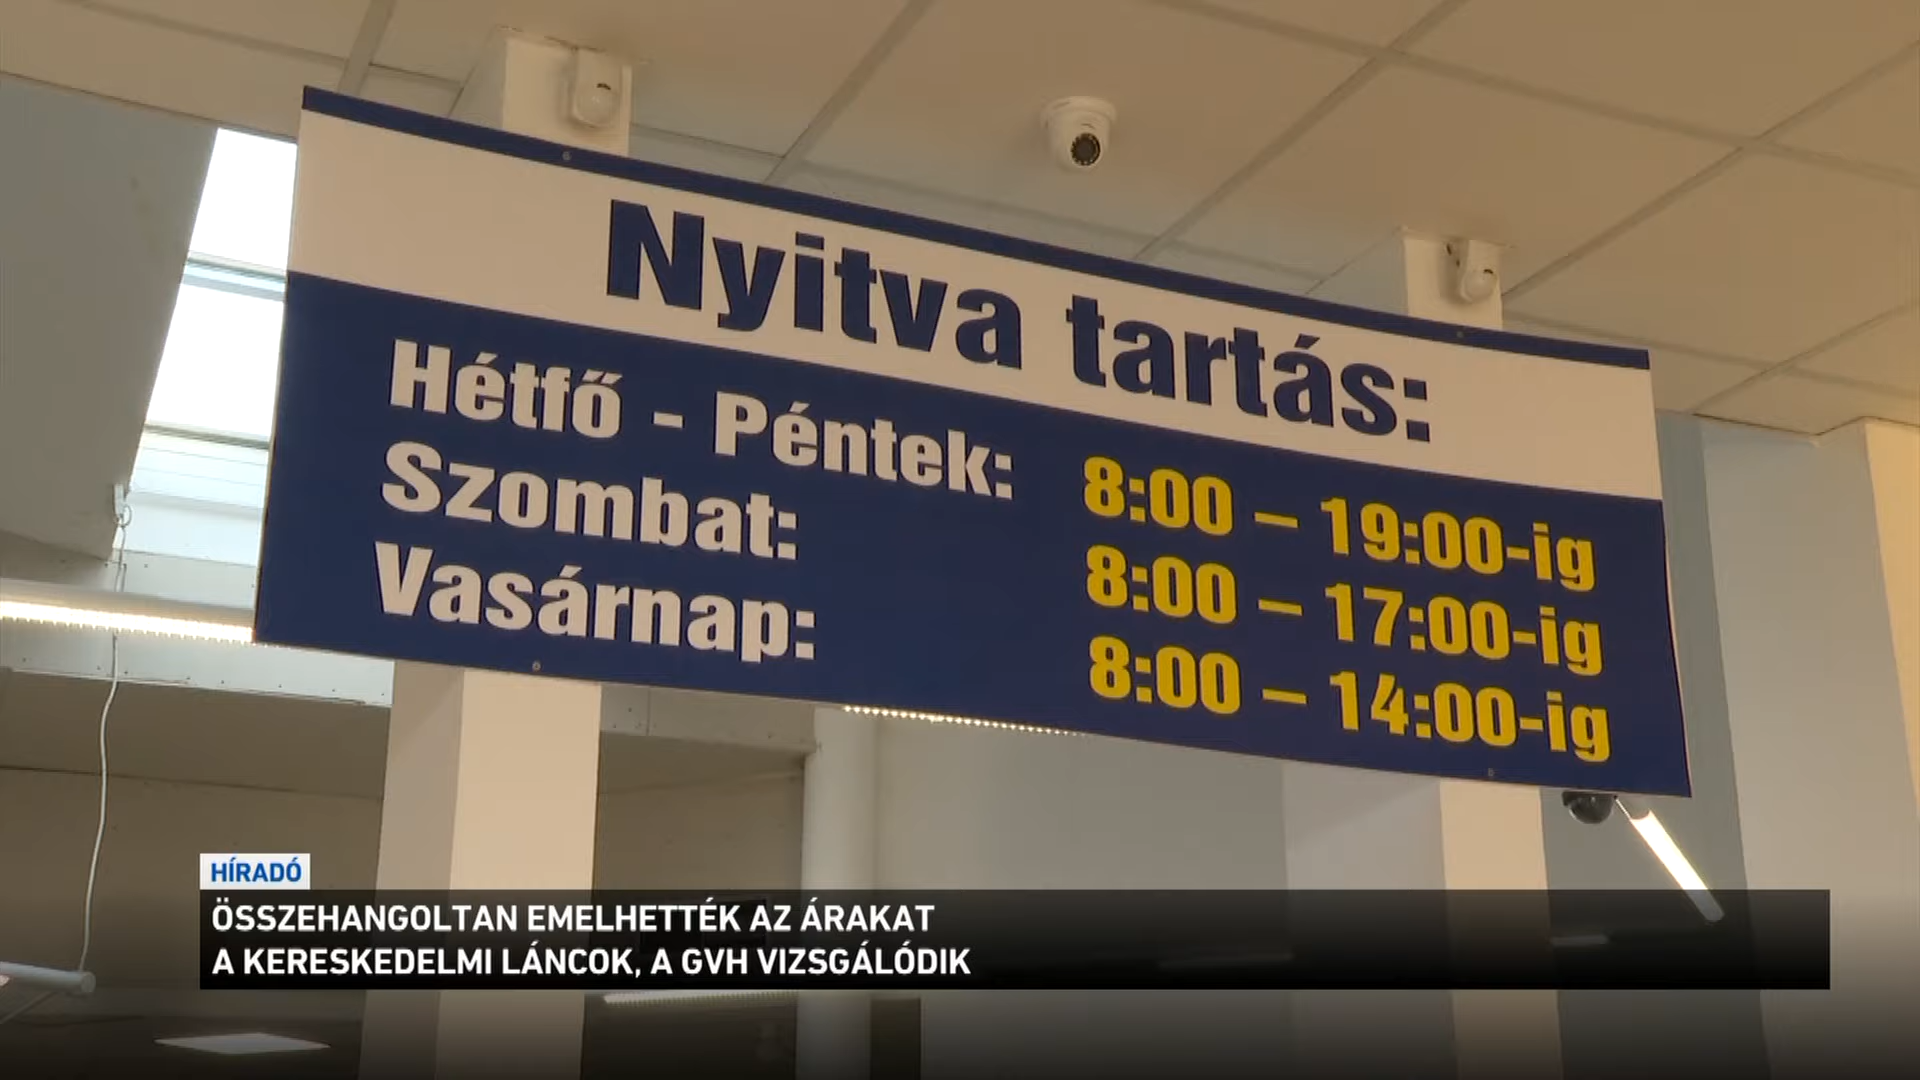 Nyitva tartás:
Hétfő - Péntek: 8:00 – 19:00-ig
Szombat: 8:00 – 17:00-ig
Vasárnap: 8:00 – 14:00-ig
HÍRADÓ
ÖSSZEHANGOLTAN EMELHETTÉK AZ ÁRAKAT
A KERESKEDELMI LÁNCOK, A GVH VIZSGÁLÓDIK